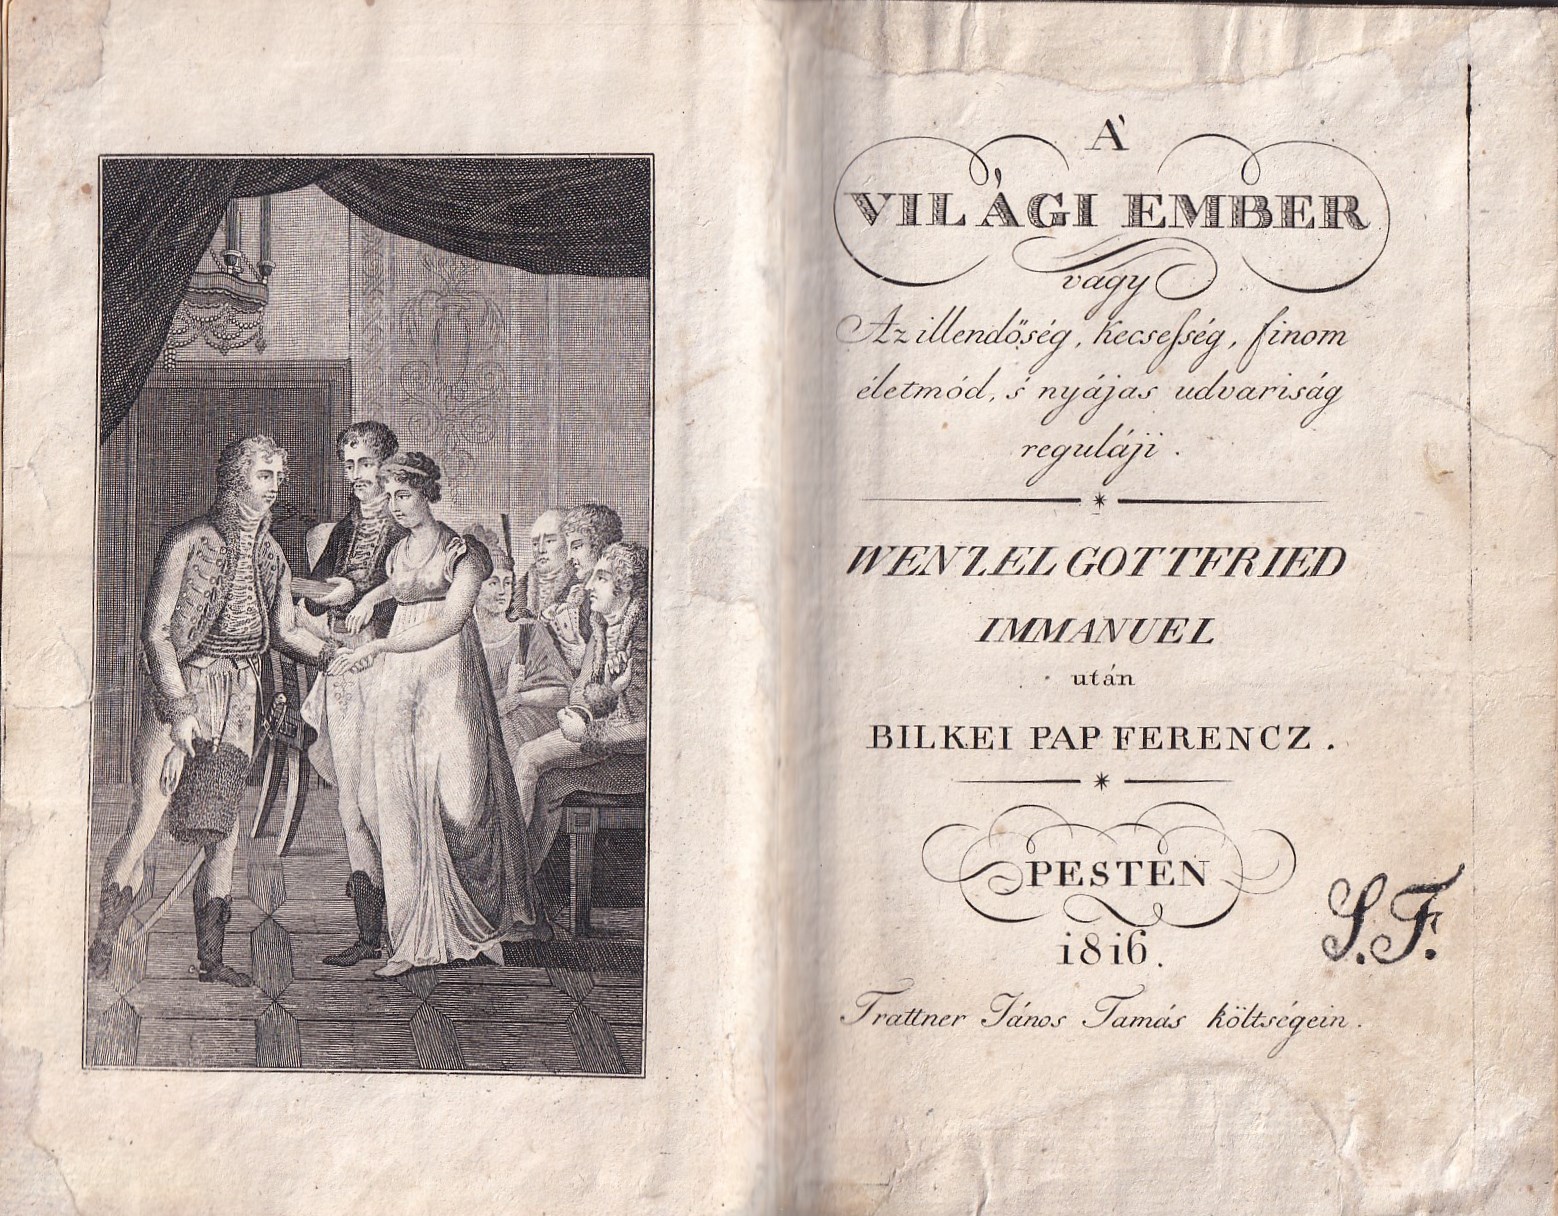 A'
VILÁGI EMBER
vagy
Az illendőség, kecsesség, finom
életmód, 's nyájas udvariság
reguláji.
WENZEL GOTTFRIED
IMMANUEL
után
BILKEI PAP FERENCZ.
PESTEN
1816.
S.F.
Trattner János Tamás költségein.